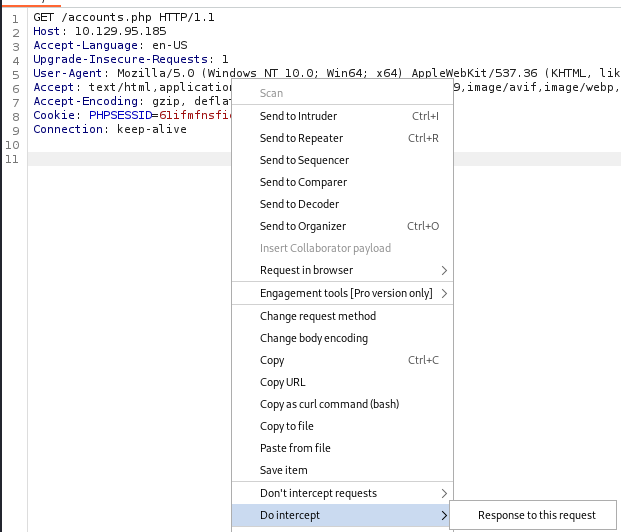 1 GET /accounts.php HTTP/1.1
2 Host: 10.129.95.185
3 Accept-Language: en-US
4 Upgrade-Insecure-Requests: 1
5 User-Agent: Mozilla/5.0 (Windows NT 10.0; Win64; x64) AppleWebKit/537.36 (KHTML, lik
6 Accept: text/html,application 9,image/avif,image/webp,
7 Accept-Encoding: gzip, defla
8 Cookie: PHPSESSID=61ifmfnsfi
9 Connection: keep-alive
10
11
Scan
Send to Intruder Ctrl+I
Send to Repeater Ctrl+R
Send to Sequencer
Send to Comparer
Send to Decoder
Send to Organizer Ctrl+O
Insert Collaborator payload
Request in browser
Engagement tools [Pro version only]
Change request method
Change body encoding
Copy Ctrl+C
Copy URL
Copy as curl command (bash)
Copy to file
Paste from file
Save item
Don't intercept requests
Do intercept
Response to this request